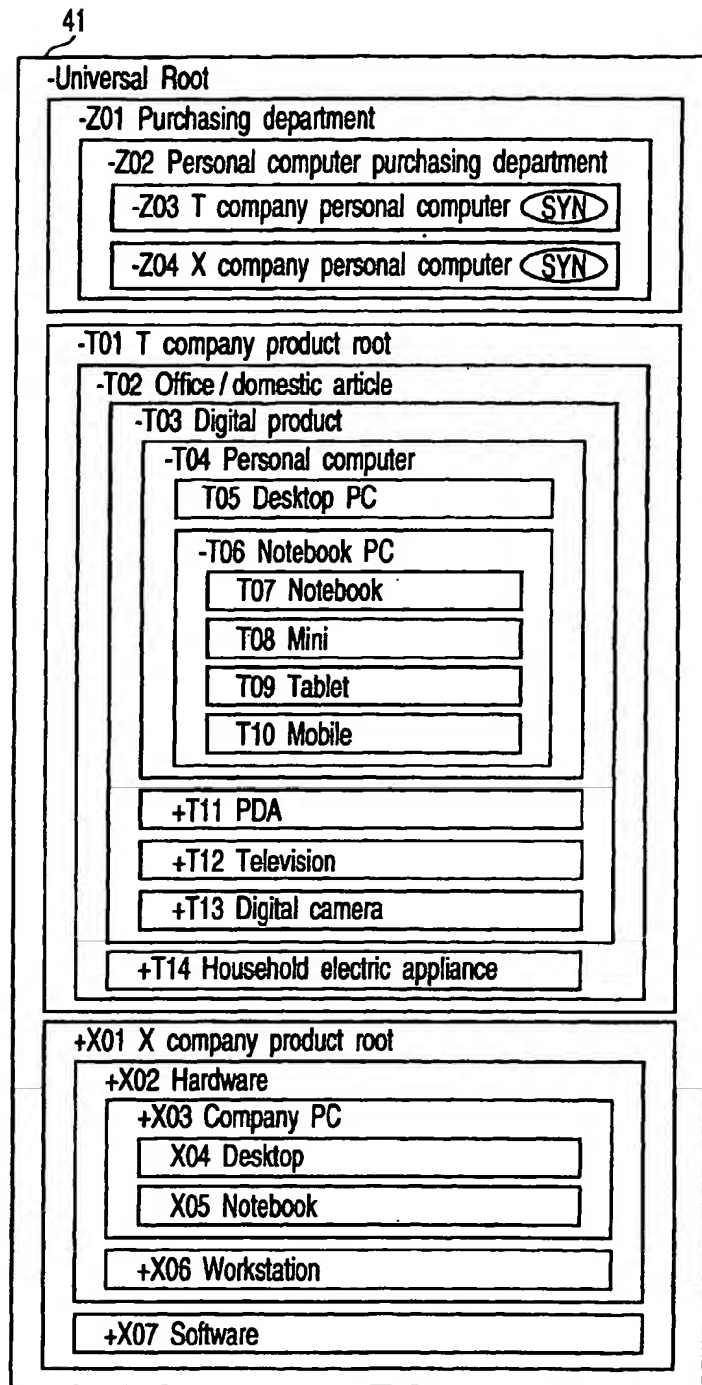 41
-Universal Root
-Z01 Purchasing department
-Z02 Personal computer purchasing department
-Z03 T company personal computer SYN
-Z04 X company personal computer SYN
-T01 T company product root
-T02 Office / domestic article
-T03 Digital product
-T04 Personal computer
T05 Desktop PC
-T06 Notebook PC
T07 Notebook
T08 Mini
T09 Tablet
T10 Mobile
+T11 PDA
+T12 Television
+T13 Digital camera
+T14 Household electric appliance
+X01 X company product root
+X02 Hardware
+X03 Company PC
X04 Desktop
X05 Notebook
+X06 Workstation
+X07 Software